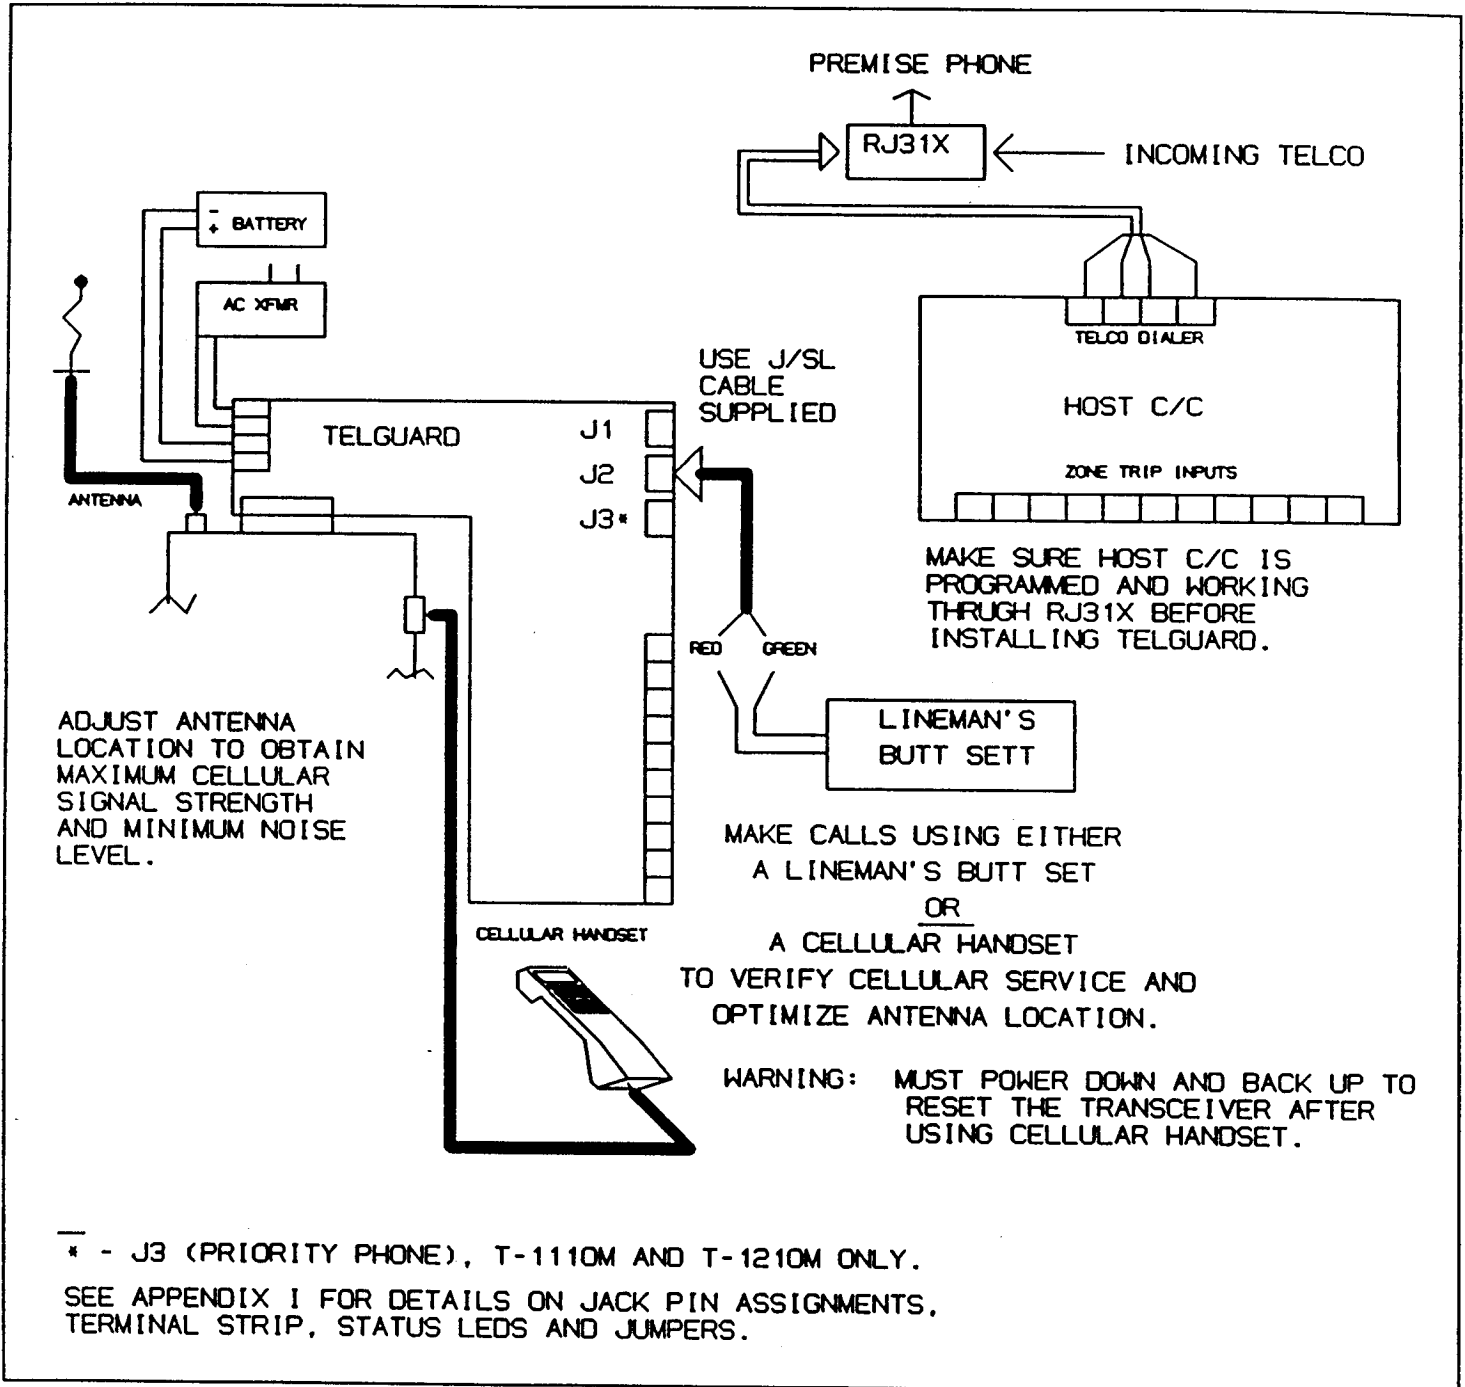 PREMISE PHONE
RJ31X
INCOMING TELCO
- BATTERY
+
AC XFMR
TELCO DIALER
HOST C/C
ZONE TRIP INPUTS
USE J/SL
CABLE
SUPPLIED
TELGUARD
J1
J2
J3*
ANTENNA
MAKE SURE HOST C/C IS
PROGRAMMED AND WORKING
THRUGH RJ31X BEFORE
INSTALLING TELGUARD.
RED
GREEN
LINEMAN'S
BUTT SETT
ADJUST ANTENNA
LOCATION TO OBTAIN
MAXIMUM CELLULAR
SIGNAL STRENGTH
AND MINIMUM NOISE
LEVEL.
MAKE CALLS USING EITHER
A LINEMAN'S BUTT SET
OR
A CELLULAR HANDSET
TO VERIFY CELLULAR SERVICE AND
OPTIMIZE ANTENNA LOCATION.
CELLULAR HANDSET
WARNING: MUST POWER DOWN AND BACK UP TO
RESET THE TRANSCEIVER AFTER
USING CELLULAR HANDSET.
* - J3 (PRIORITY PHONE), T-1110M AND T-1210M ONLY.
SEE APPENDIX I FOR DETAILS ON JACK PIN ASSIGNMENTS,
TERMINAL STRIP, STATUS LEDS AND JUMPERS.